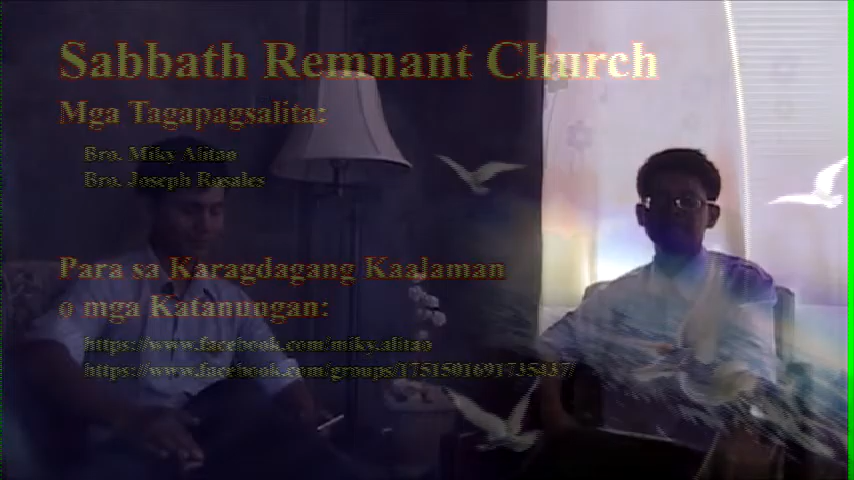 Sabbath Remnant Church
Mga Tagapagsalita:
Bro. Miky Alitao
Bro. Joseph Rosales
Para sa Karagdagang Kaalaman
o mga Katanungan:
https://www.facebook.com/miky.alitao
https://www.facebook.com/groups/1751501691735437/